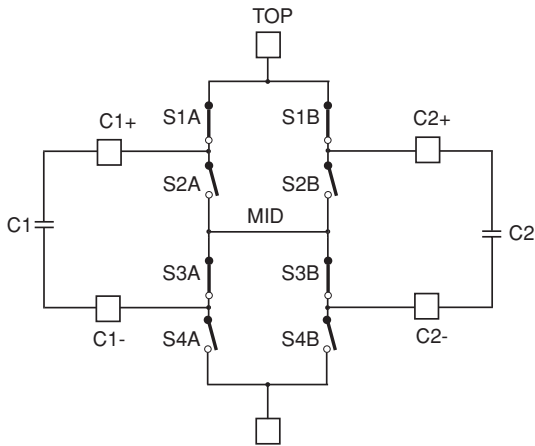 TOP
S1A
S1B
C1+
C2+
S2A
S2B
MID
C1
C2
S3A
S3B
C1-
C2-
S4A
S4B